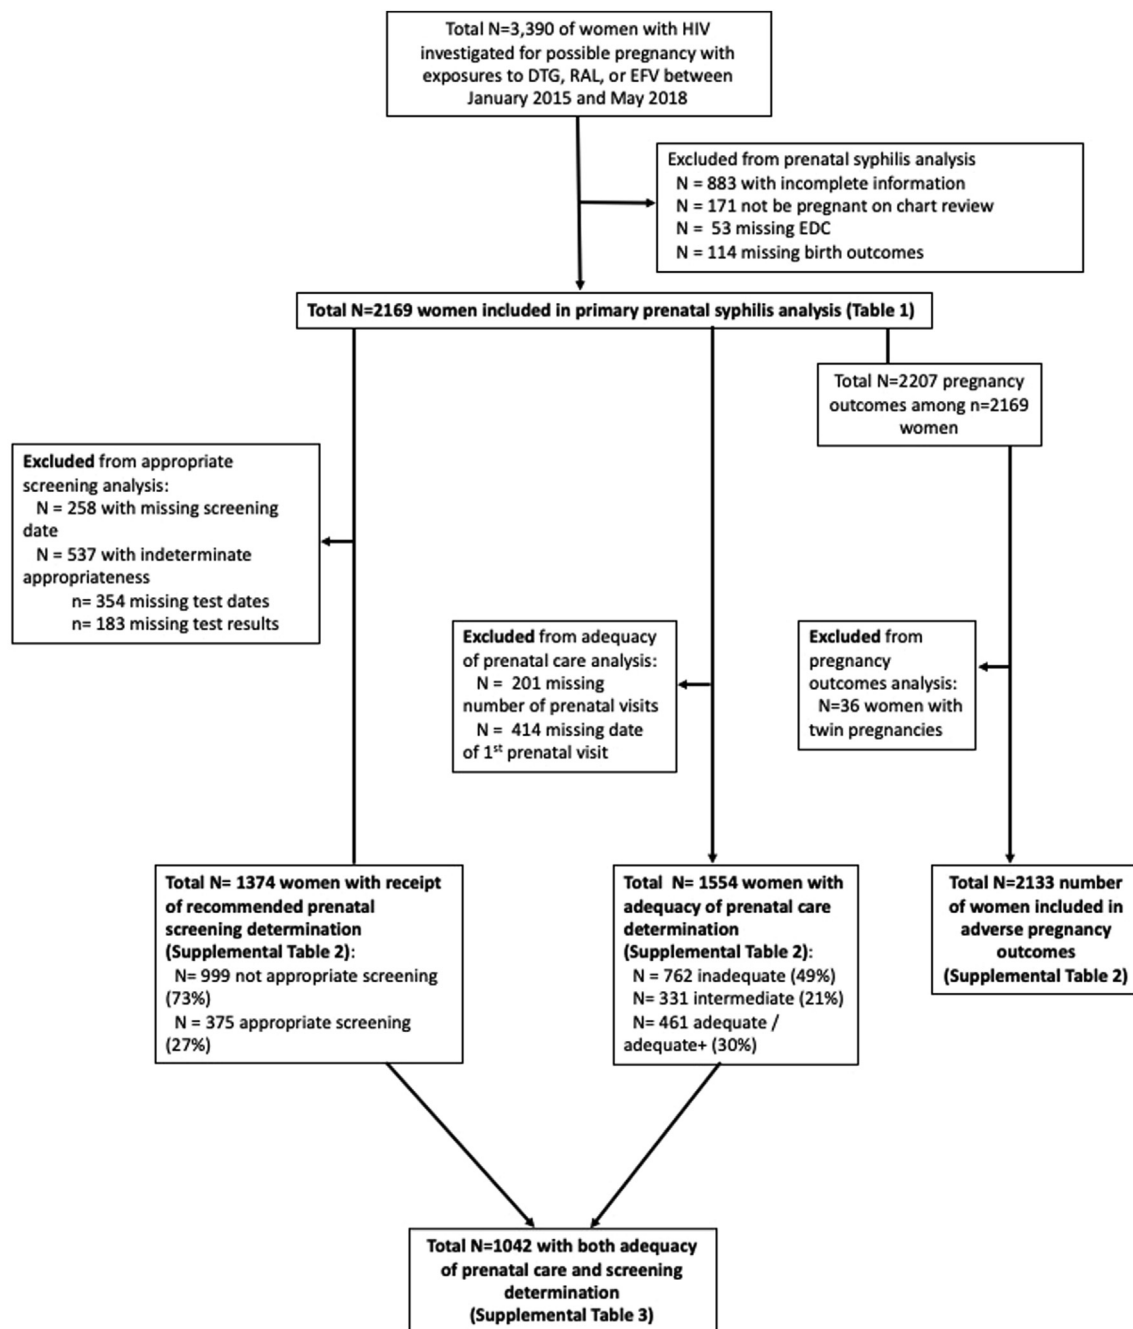 Total N=3,390 of women with HIV
investigated for possible pregnancy with
exposures to DTG, RAL, or EFV between
January 2015 and May 2018
Excluded from prenatal syphilis analysis
N = 883 with incomplete information
N = 171 not be pregnant on chart review
N = 53 missing EDC
N = 114 missing birth outcomes
Total N=2169 women included in primary prenatal syphilis analysis (Table 1)
Total N=2207 pregnancy
outcomes among n=2169
women
Excluded from appropriate
screening analysis:
N = 258 with missing screening
date
N = 537 with indeterminate
appropriateness
n= 354 missing test dates
n= 183 missing test results
Excluded from adequacy
of prenatal care analysis:
N = 201 missing
number of prenatal visits
N = 414 missing date
of 1st prenatal visit
Excluded from
pregnancy
outcomes analysis:
N=36 women with
twin pregnancies
Total N= 1374 women with receipt
of recommended prenatal
screening determination
(Supplemental Table 2):
N= 999 not appropriate screening
(73%)
N = 375 appropriate screening
(27%)
Total N= 1554 women with
adequacy of prenatal care
determination
(Supplemental Table 2):
N = 762 inadequate (49%)
N= 331 intermediate (21%)
N= 461 adequate /
adequate+ (30%)
Total N=2133 number
of women included in
adverse pregnancy
outcomes
(Supplemental Table 2)
Total N=1042 with both adequacy
of prenatal care and screening
determination
(Supplemental Table 3)